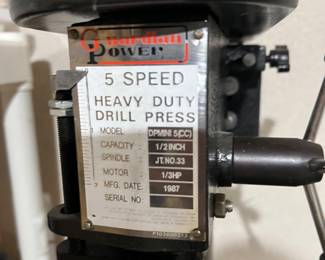 Guardian
POWER
5 SPEED
HEAVY DUTY
DRILL PRESS
MODEL DPMINI 5(CC)
CAPACITY : 1/2 INCH
SPINDLE : JT.NO.33
MOTOR : 1/3HP
MFG. DATE: 1987
SERIAL NO: